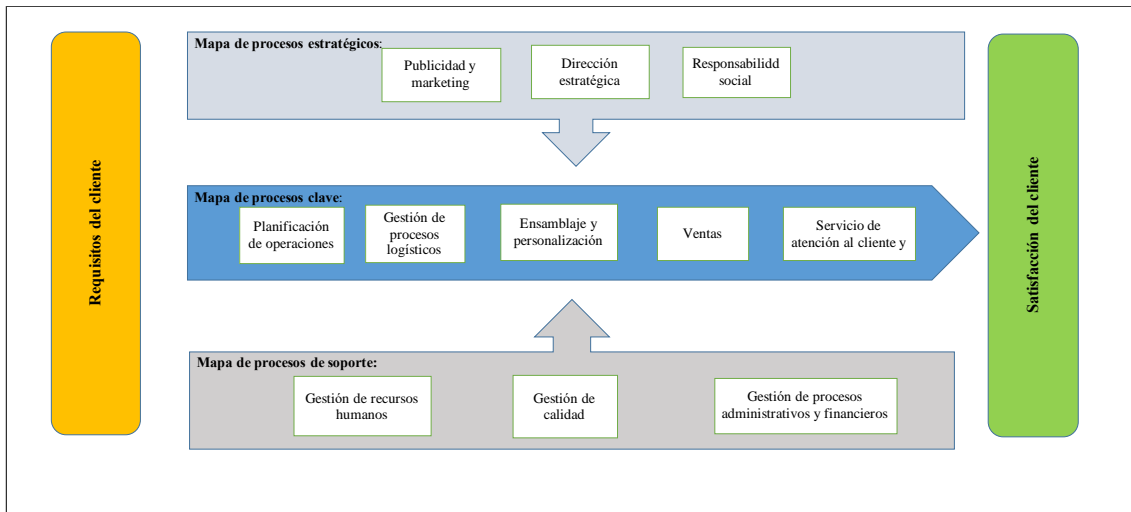 Requisitos del cliente
Mapa de procesos estratégicos:
Publicidad y
marketing
Dirección
estratégica
Responsabilidd
social
Mapa de procesos clave:
Planificación
de operaciones
Gestión de
procesos
logísticos
Ensamblaje y
personalización
Ventas
Servicio de
atención al cliente y
Mapa de procesos de soporte:
Gestión de recursos
humanos
Gestión de
calidad
Gestión de procesos
administrativos y financieros
Satisfacción del cliente